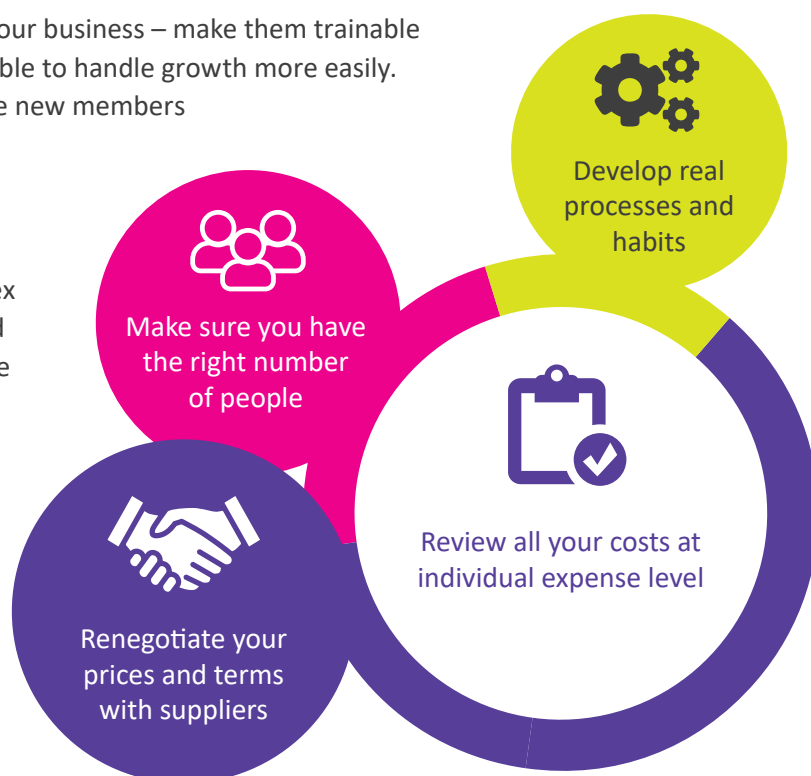 our business – make them trainable
ble to handle growth more easily.
e new members
Develop real
processes and
habits
ex
d
e
Make sure you have
the right number
of people
Review all your costs at
individual expense level
Renegotiate your
prices and terms
with suppliers